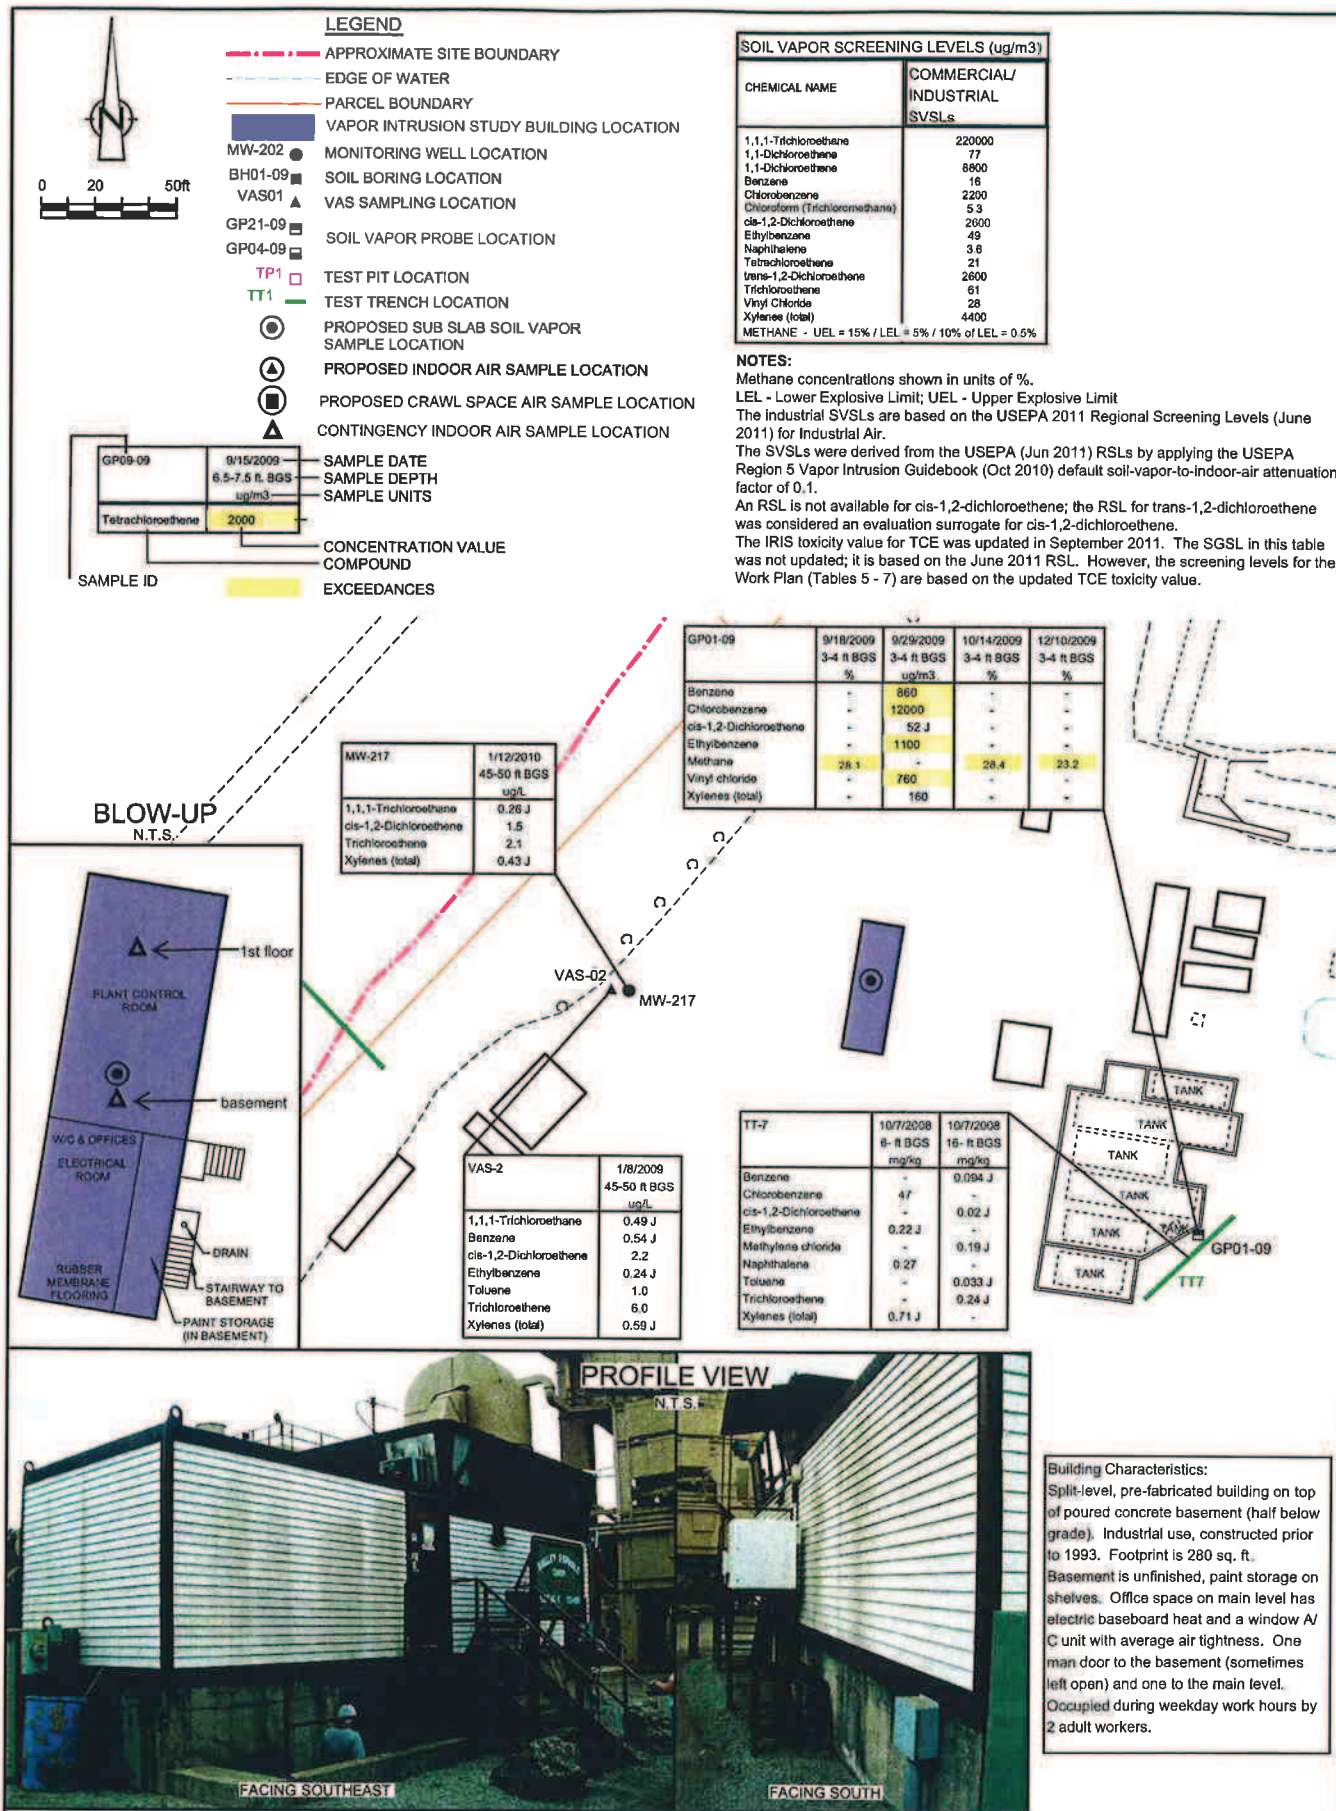 LEGEND
APPROXIMATE SITE BOUNDARY
EDGE OF WATER
PARCEL BOUNDARY
VAPOR INTRUSION STUDY BUILDING LOCATION
MW-202 MONITORING WELL LOCATION
BH01-09 SOIL BORING LOCATION
VAS01 VAS SAMPLING LOCATION
GP21-09
GP04-09
SOIL VAPOR PROBE LOCATION
TP1 TEST PIT LOCATION
TT1 TEST TRENCH LOCATION
PROPOSED SUB SLAB SOIL VAPOR
SAMPLE LOCATION
PROPOSED INDOOR AIR SAMPLE LOCATION
PROPOSED CRAWL SPACE AIR SAMPLE LOCATION
CONTINGENCY INDOOR AIR SAMPLE LOCATION
N
0 20 50ft
GP09-09 9/15/2009 SAMPLE DATE
6.5-7.5 ft. BGS SAMPLE DEPTH
ug/m3 SAMPLE UNITS
Tetrachloroethene 2000
CONCENTRATION VALUE
COMPOUND
SAMPLE ID
EXCEEDANCES
SOIL VAPOR SCREENING LEVELS (ug/m3)
CHEMICAL NAME COMMERCIAL/
INDUSTRIAL
SVSLs
1,1,1-Trichloroethane 220000
1,1-Dichloroethene 77
1,1-Dichloroethene 8800
Benzene 16
Chlorobenzene 2200
Chloroform (Trichloromethane) 5.3
cis-1,2-Dichloroethene 2600
Ethylbenzene 49
Naphthalene 3.6
Tetrachloroethene 21
trans-1,2-Dichloroethene 2600
Trichloroethene 61
Vinyl Chloride 28
Xylenes (total) 4400
METHANE - UEL = 15% / LEL = 5% / 10% of LEL = 0.5%
NOTES:
Methane concentrations shown in units of %.
LEL - Lower Explosive Limit; UEL - Upper Explosive Limit
The industrial SVSLs are based on the USEPA 2011 Regional Screening Levels (June
2011) for Industrial Air.
The SVSLs were derived from the USEPA (Jun 2011) RSLs by applying the USEPA
Region 5 Vapor Intrusion Guidebook (Oct 2010) default soil-vapor-to-indoor-air attenuation
factor of 0.1.
An RSL is not available for cis-1,2-dichloroethene; the RSL for trans-1,2-dichloroethene
was considered an evaluation surrogate for cis-1,2-dichloroethene.
The IRIS toxicity value for TCE was updated in September 2011. The SGSL in this table
was not updated; it is based on the June 2011 RSL. However, the screening levels for the
Work Plan (Tables 5 - 7) are based on the updated TCE toxicity value.
GP01-09 9/18/2009 9/29/2009 10/14/2009 12/10/2009
3-4 ft BGS 3-4 ft BGS 3-4 ft BGS 3-4 ft BGS
% ug/m3 % %
Benzene - 860 - -
Chlorobenzene - 12000 - -
cis-1,2-Dichloroethene - 52 J - -
Ethylbenzene - 1100 - -
Methane 28.1 - 28.4 23.2
Vinyl chloride - 760 - -
Xylenes (total) - 160 - -
MW-217 1/12/2010
45-50 ft BGS
ug/L
1,1,1-Trichloroethane 0.26 J
cis-1,2-Dichloroethene 1.5
Trichloroethene 2.1
Xylenes (total) 0.43 J
BLOW-UP
N.T.S.
1st floor
PLANT CONTROL
ROOM
basement
W/C & OFFICES
ELECTRICAL
ROOM
DRAIN
RUBBER
MEMBRANE
FLOORING
STAIRWAY TO
BASEMENT
PAINT STORAGE
(IN BASEMENT)
C
C
C
C
C
C
VAS-02
MW-217
VAS-2 1/8/2009
45-50 ft BGS
ug/L
1,1,1-Trichloroethane 0.49 J
Benzene 0.54 J
cis-1,2-Dichloroethene 2.2
Ethylbenzene 0.24 J
Toluene 1.0
Trichloroethene 6.0
Xylenes (total) 0.59 J
TT-7 10/7/2008 10/7/2008
6- ft BGS 16- ft BGS
mg/kg mg/kg
Benzene - 0.094 J
Chlorobenzene 47 -
cis-1,2-Dichloroethene - 0.02 J
Ethylbenzene 0.22 J -
Methylene chloride - 0.19 J
Naphthalene 0.27 -
Toluene - 0.033 J
Trichloroethene - 0.24 J
Xylenes (total) 0.71 J -
TANK
TANK
TANK
TANK
TANK
TANK
TANK
GP01-09
TT7
PROFILE VIEW
N.T.S.
FACING SOUTHEAST
FACING SOUTH
Building Characteristics:
Split-level, pre-fabricated building on top
of poured concrete basement (half below
grade). Industrial use, constructed prior
to 1993. Footprint is 280 sq. ft.
Basement is unfinished, paint storage on
shelves. Office space on main level has
electric baseboard heat and a window A/
C unit with average air tightness. One
man door to the basement (sometimes
left open) and one to the main level.
Occupied during weekday work hours by
2 adult workers.